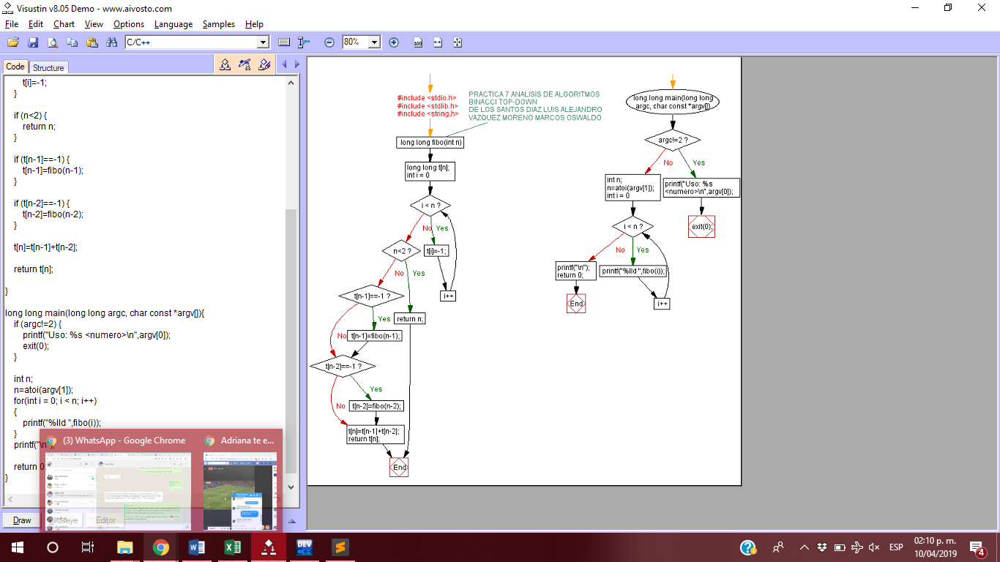 Visustin v8.05 Demo - www.aivosto.com
File Edit Chart View Options Language Samples Help
C/C++
80%
Code
Structure
t[i]=-1;
}
if (n<2) {
return n;
}
if (t[n-1]==-1) {
t[n-1]=fibo(n-1);
}
if (t[n-2]==-1) {
t[n-2]=fibo(n-2);
}
t[n]=t[n-1]+t[n-2];
return t[n];
}
long long main(long long argc, char const *argv[]){
if (argc!=2) {
printf("Uso: %s <numero>\n",argv[0]);
exit(0);
}
int n;
n=atoi(argv[1]);
for(int i = 0; i < n; i++)
{
printf("%lld ",fibo(i));
}
printf("\n");
return 0
}
Draw
Birdseye
Editor
(3) WhatsApp - Google Chrome
Adriana te e...
#include <stdio.h>
#include <stdlib.h>
#include <string.h>
PRACTICA 7 ANALISIS DE ALGORITMOS
BINACCI TOP-DOWN
DE LOS SANTOS DIAZ LUIS ALEJANDRO
VAZQUEZ MORENO MARCOS OSWALDO
long long fibo(int n)
long long t[n];
int i = 0
i < n ?
No
Yes
n<2 ?
t[i]=-1;
No
Yes
i++
t[n-1]==-1 ?
Yes
return n;
No
t[n-1]=fibo(n-1);
t[n-2]==-1 ?
Yes
No
t[n-2]=fibo(n-2);
t[n]=t[n-1]+t[n-2];
return t[n];
End
long long main(long long
argc, char const *argv[])
argc!=2 ?
No
Yes
int n;
n=atoi(argv[1]);
int i = 0
printf("Uso: %s
<numero>\n",argv[0]);
exit(0);
i < n ?
No
Yes
printf("\n");
return 0;
printf("%lld ",fibo(i));
End
i++
ESP
02:10 p. m.
10/04/2019
4